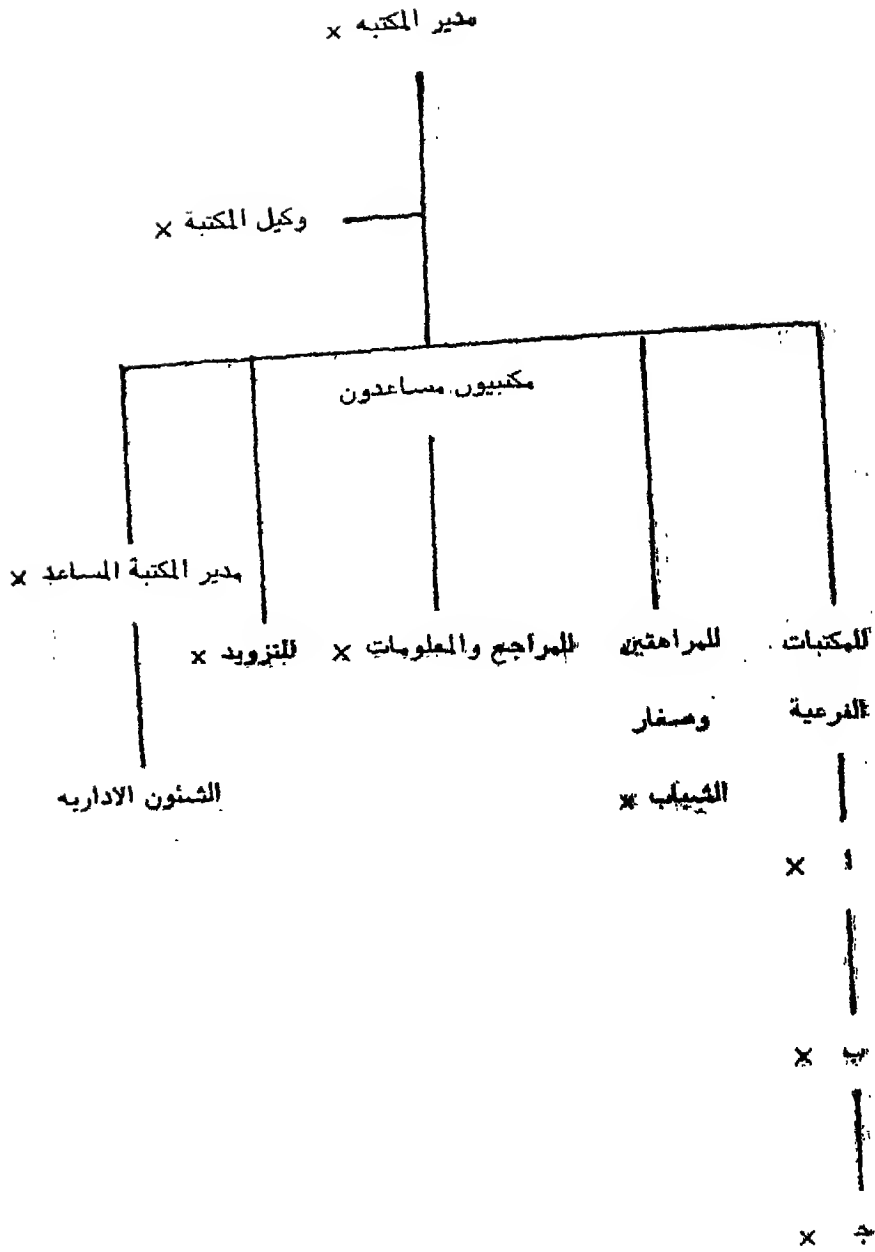 مدير المكتبه ×
وكيل المكتبة ×
مكتبيون مساعدون
مدير المكتبة المساعد ×
للمكتبات
الفرعية
للمراهقين
وصغار
الشباب ×
للمراجع والمعلومات ×
للتزويد ×
الشئون الاداريه
أ ×
ب ×
ج ×